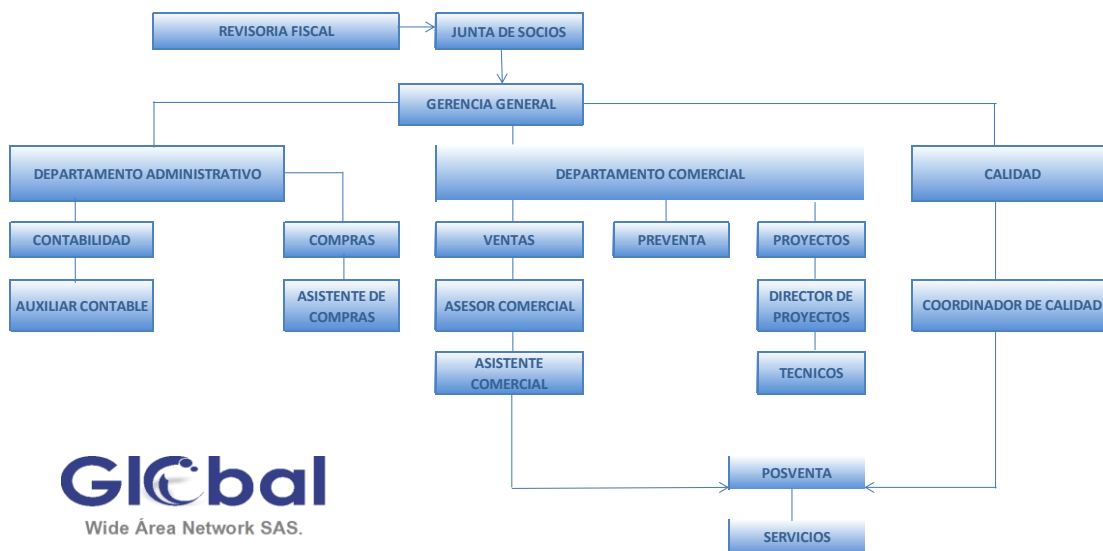 REVISORIA FISCAL
JUNTA DE SOCIOS
GERENCIA GENERAL
DEPARTAMENTO ADMINISTRATIVO
DEPARTAMENTO COMERCIAL
CALIDAD
CONTABILIDAD
COMPRAS
VENTAS
PREVENTA
PROYECTOS
AUXILIAR CONTABLE
ASISTENTE DE
COMPRAS
ASESOR COMERCIAL
DIRECTOR DE
PROYECTOS
COORDINADOR DE CALIDAD
ASISTENTE
COMERCIAL
TECNICOS
POSVENTA
SERVICIOS
Global
Wide Área Network SAS.